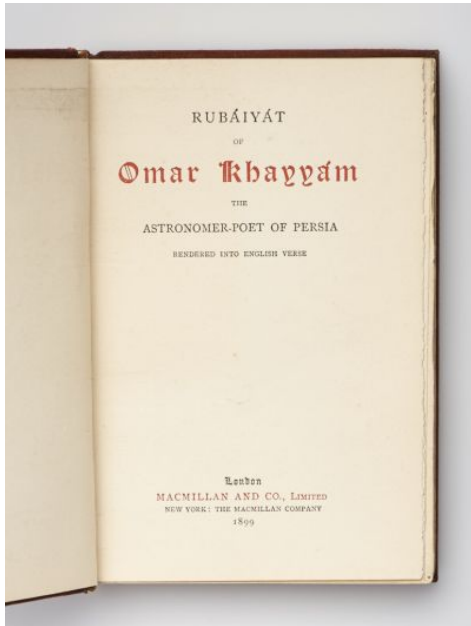 RUBÁIYÁT
OF
Omar Khayyám
THE
ASTRONOMER-POET OF PERSIA
RENDERED INTO ENGLISH VERSE
London
MACMILLAN AND CO., LIMITED
NEW YORK: THE MACMILLAN COMPANY
1899